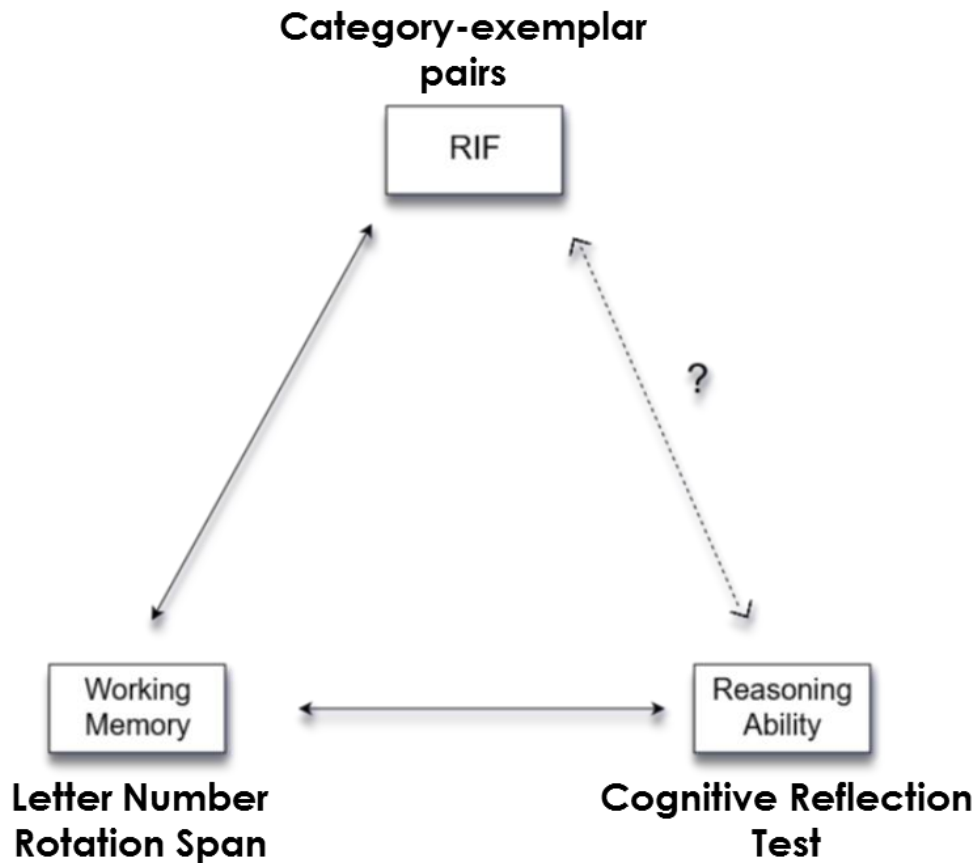 Category-exemplar
pairs
RIF
?
Working
Memory
Reasoning
Ability
Letter Number
Rotation Span
Cognitive Reflection
Test